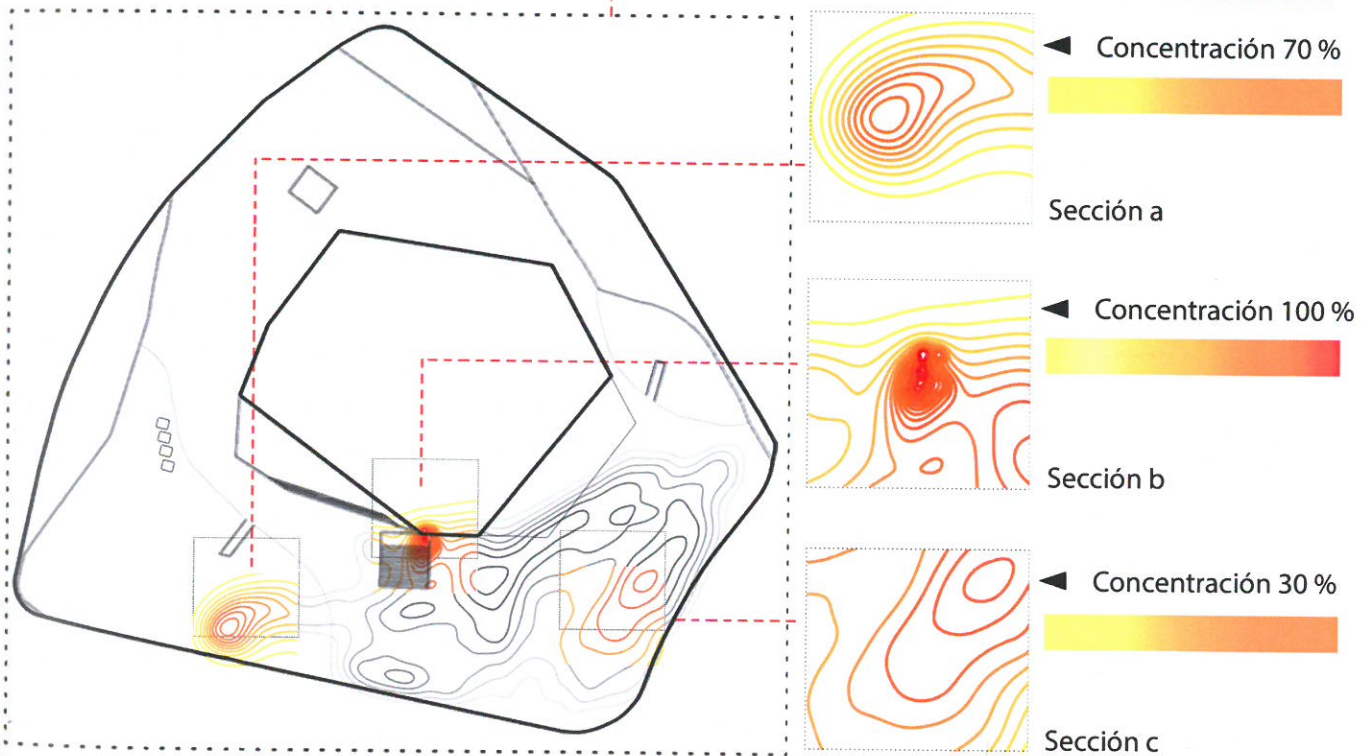 Concentración 70 %
Sección a
Concentración 100 %
Sección b
Concentración 30 %
Sección c